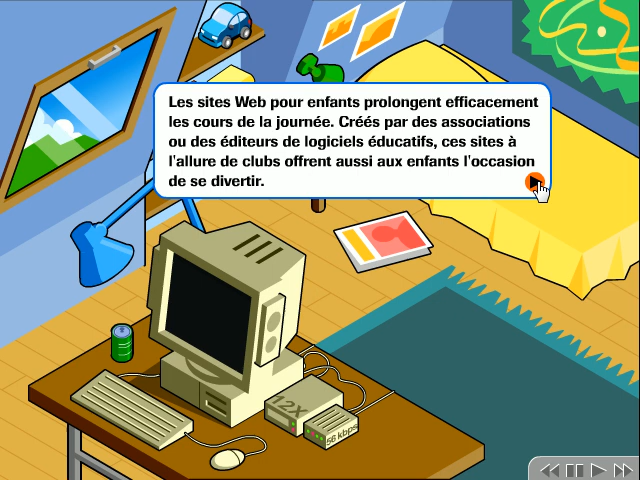 Les sites Web pour enfants prolongent efficacement
les cours de la journée. Créés par des associations
ou des éditeurs de logiciels éducatifs, ces sites à
l'allure de clubs offrent aussi aux enfants l'occasion
de se divertir.
12X
56 kbps